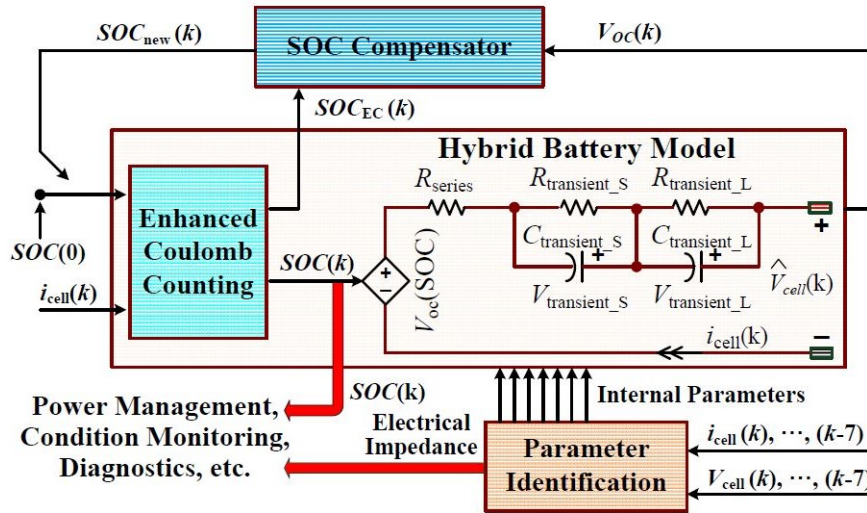 SOC_new(k)
SOC Compensator
V_OC(k)
SOC_EC(k)
Hybrid Battery Model
R_series
R_transient_S
R_transient_L
Enhanced
Coulomb
Counting
SOC(0)
i_cell(k)
SOC(k)
+
−
V_oc(SOC)
C_transient_S
+
C_transient_L
+
V_transient_S
V_transient_L
+
V̂_cell(k)
−
i_cell(k)
SOC(k)
Internal Parameters
Power Management,
Condition Monitoring,
Diagnostics, etc.
Electrical
Impedance
Parameter
Identification
i_cell(k), ⋯, (k-7)
V_cell(k), ⋯, (k-7)